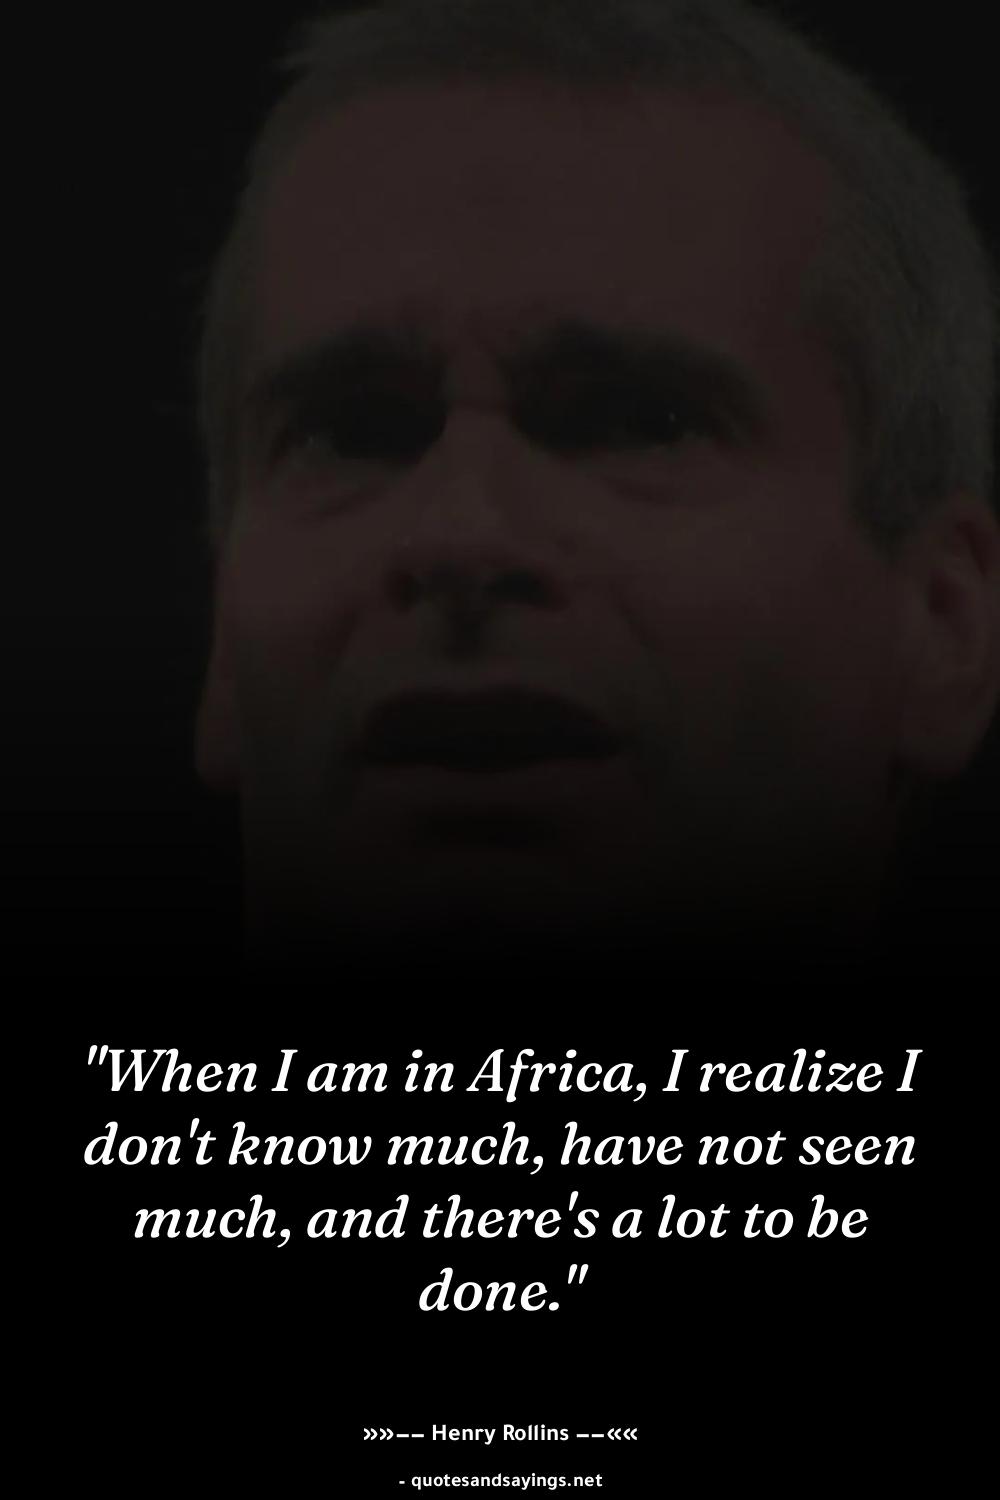 "When I am in Africa, I realize I
don't know much, have not seen
much, and there's a lot to be
done."
»»—— Henry Rollins ——««
- quotesandsayings.net